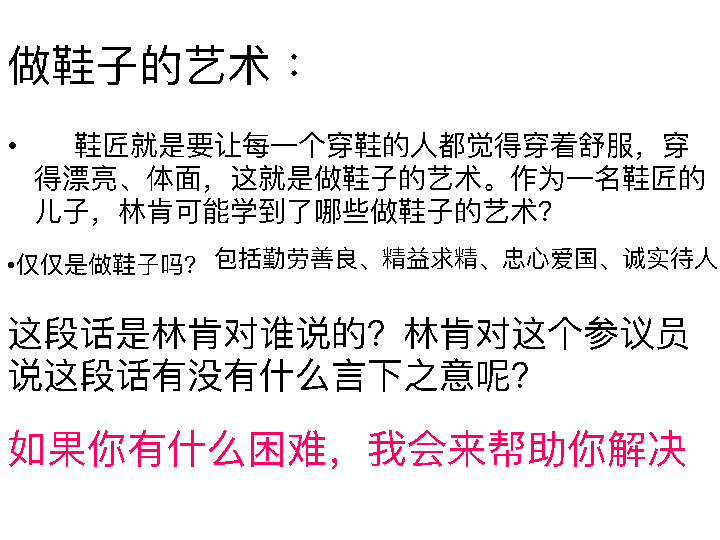 做鞋子的艺术：
• 鞋匠就是要让每一个穿鞋的人都觉得穿着舒服，穿
得漂亮、体面，这就是做鞋子的艺术。作为一名鞋匠的
儿子，林肯可能学到了哪些做鞋子的艺术?
•仅仅是做鞋子吗? 包括勤劳善良、精益求精、忠心爱国、诚实待人
这段话是林肯对谁说的？林肯对这个参议员
说这段话有没有什么言下之意呢？
如果你有什么困难，我会来帮助你解决